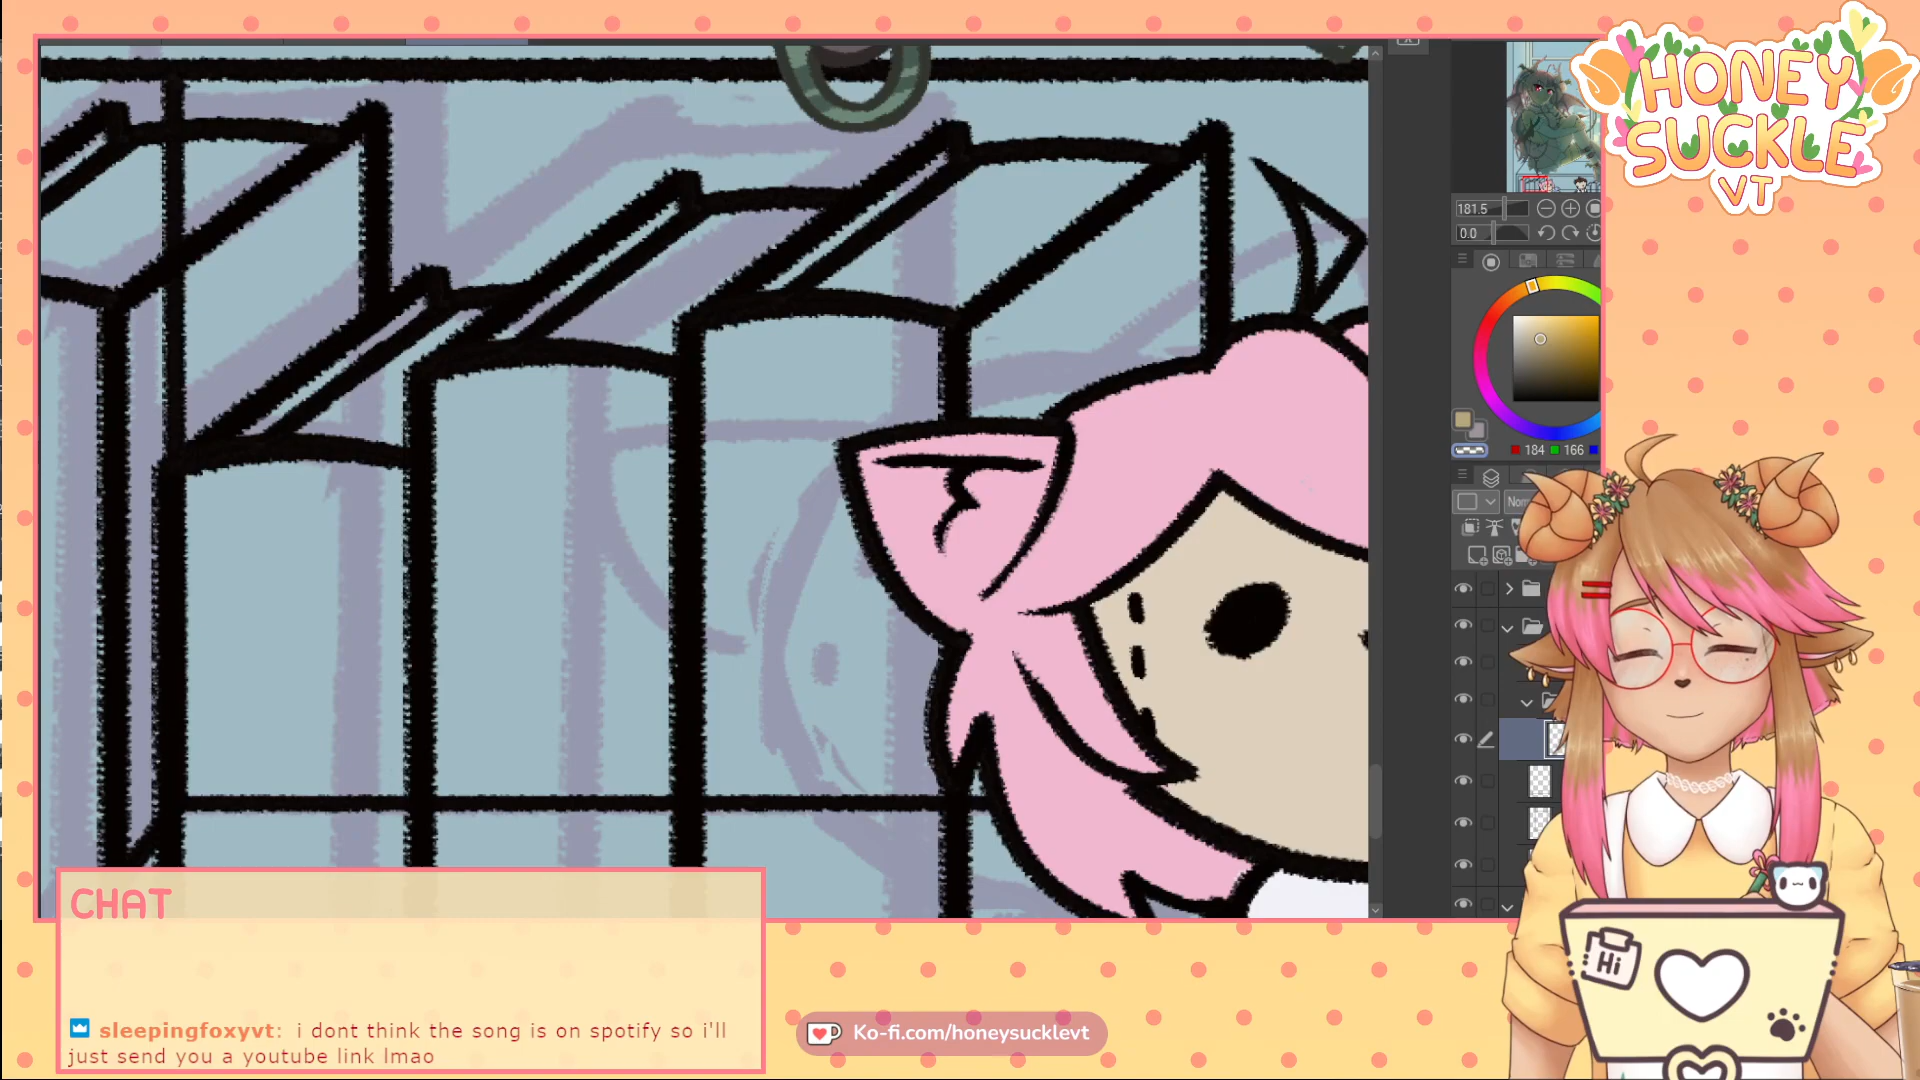 HONEY
SUCKLE
VT
181.5
0.0
184 166
Nor
CHAT
sleepingfoxyvt: i dont think the song is on spotify so i'll
just send you a youtube link lmao
Ko-fi.com/honeysucklevt
Hi